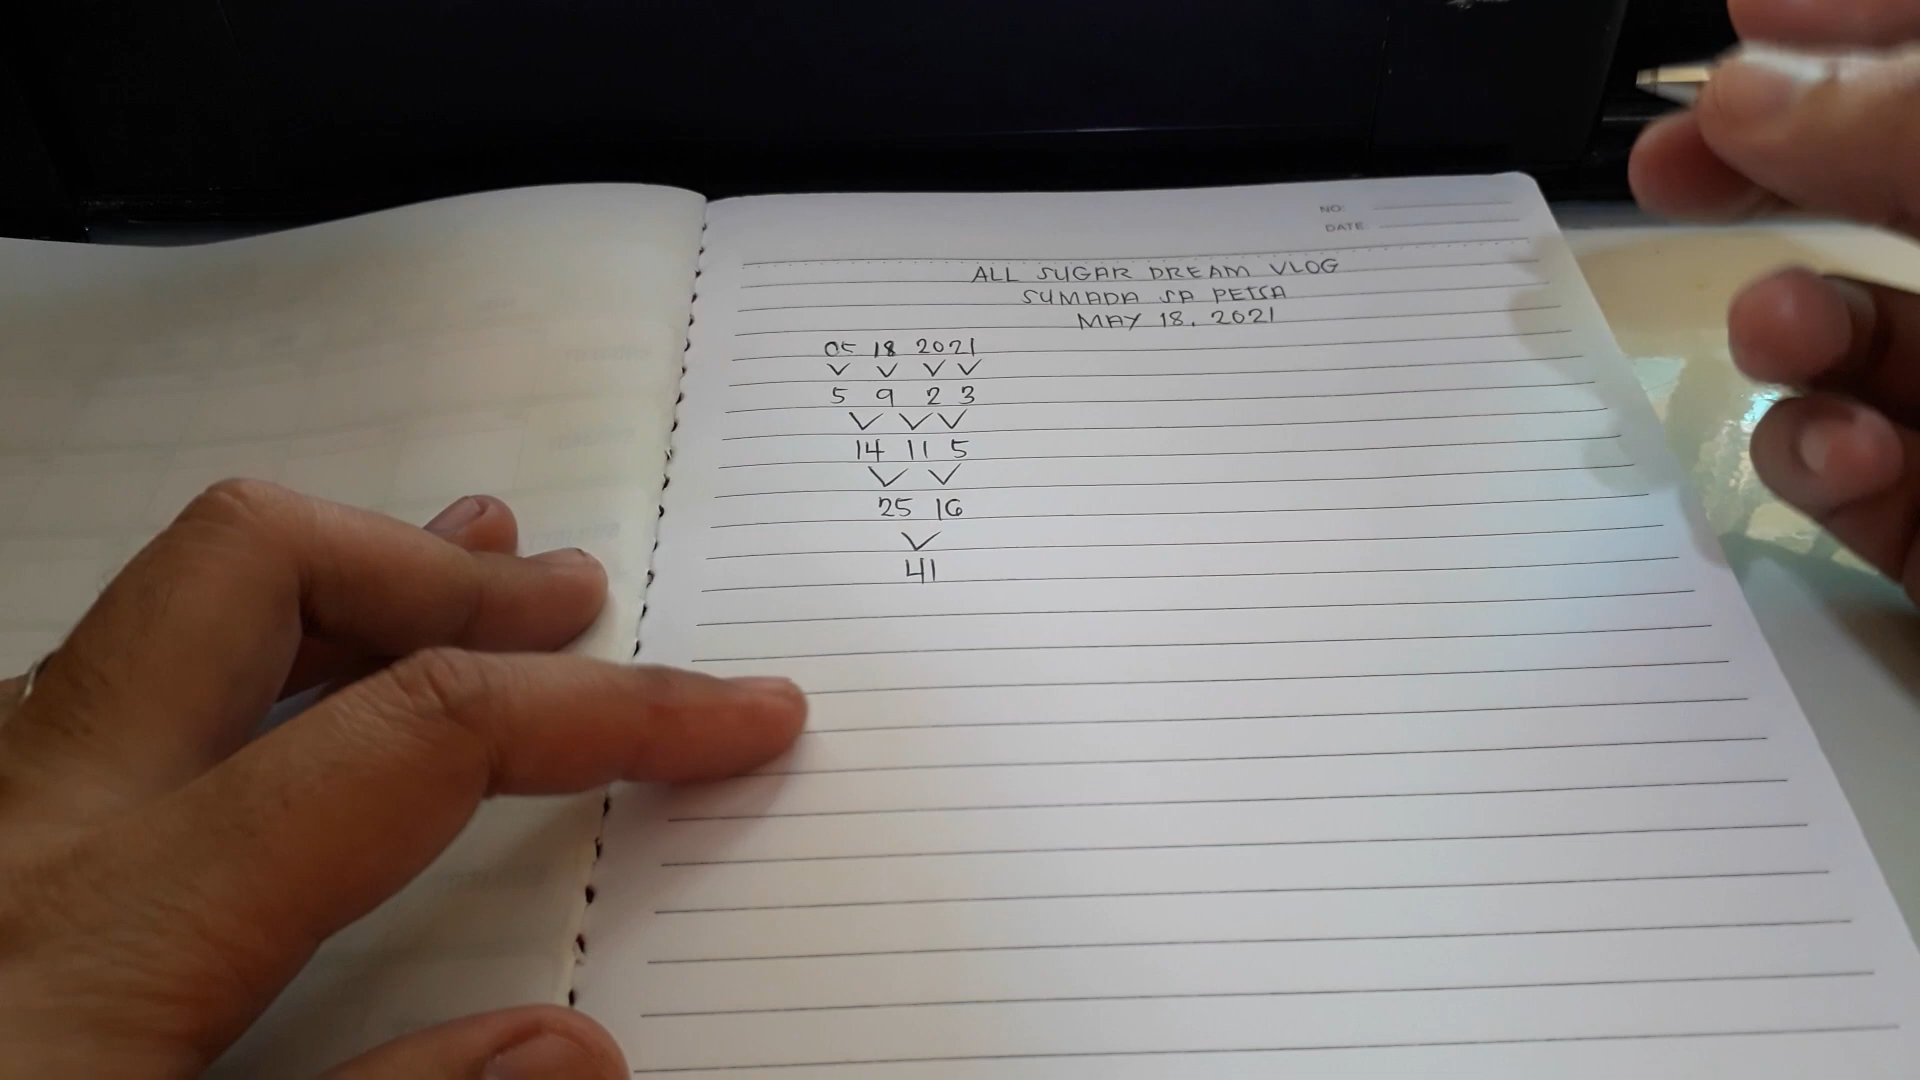 NO:
DATE
ALL SUGAR DREAM VLOG
SUMADA SA PETSA
MAY 18, 2021
05 18 2021
5 9 2 3
14 11 5
25 16
41